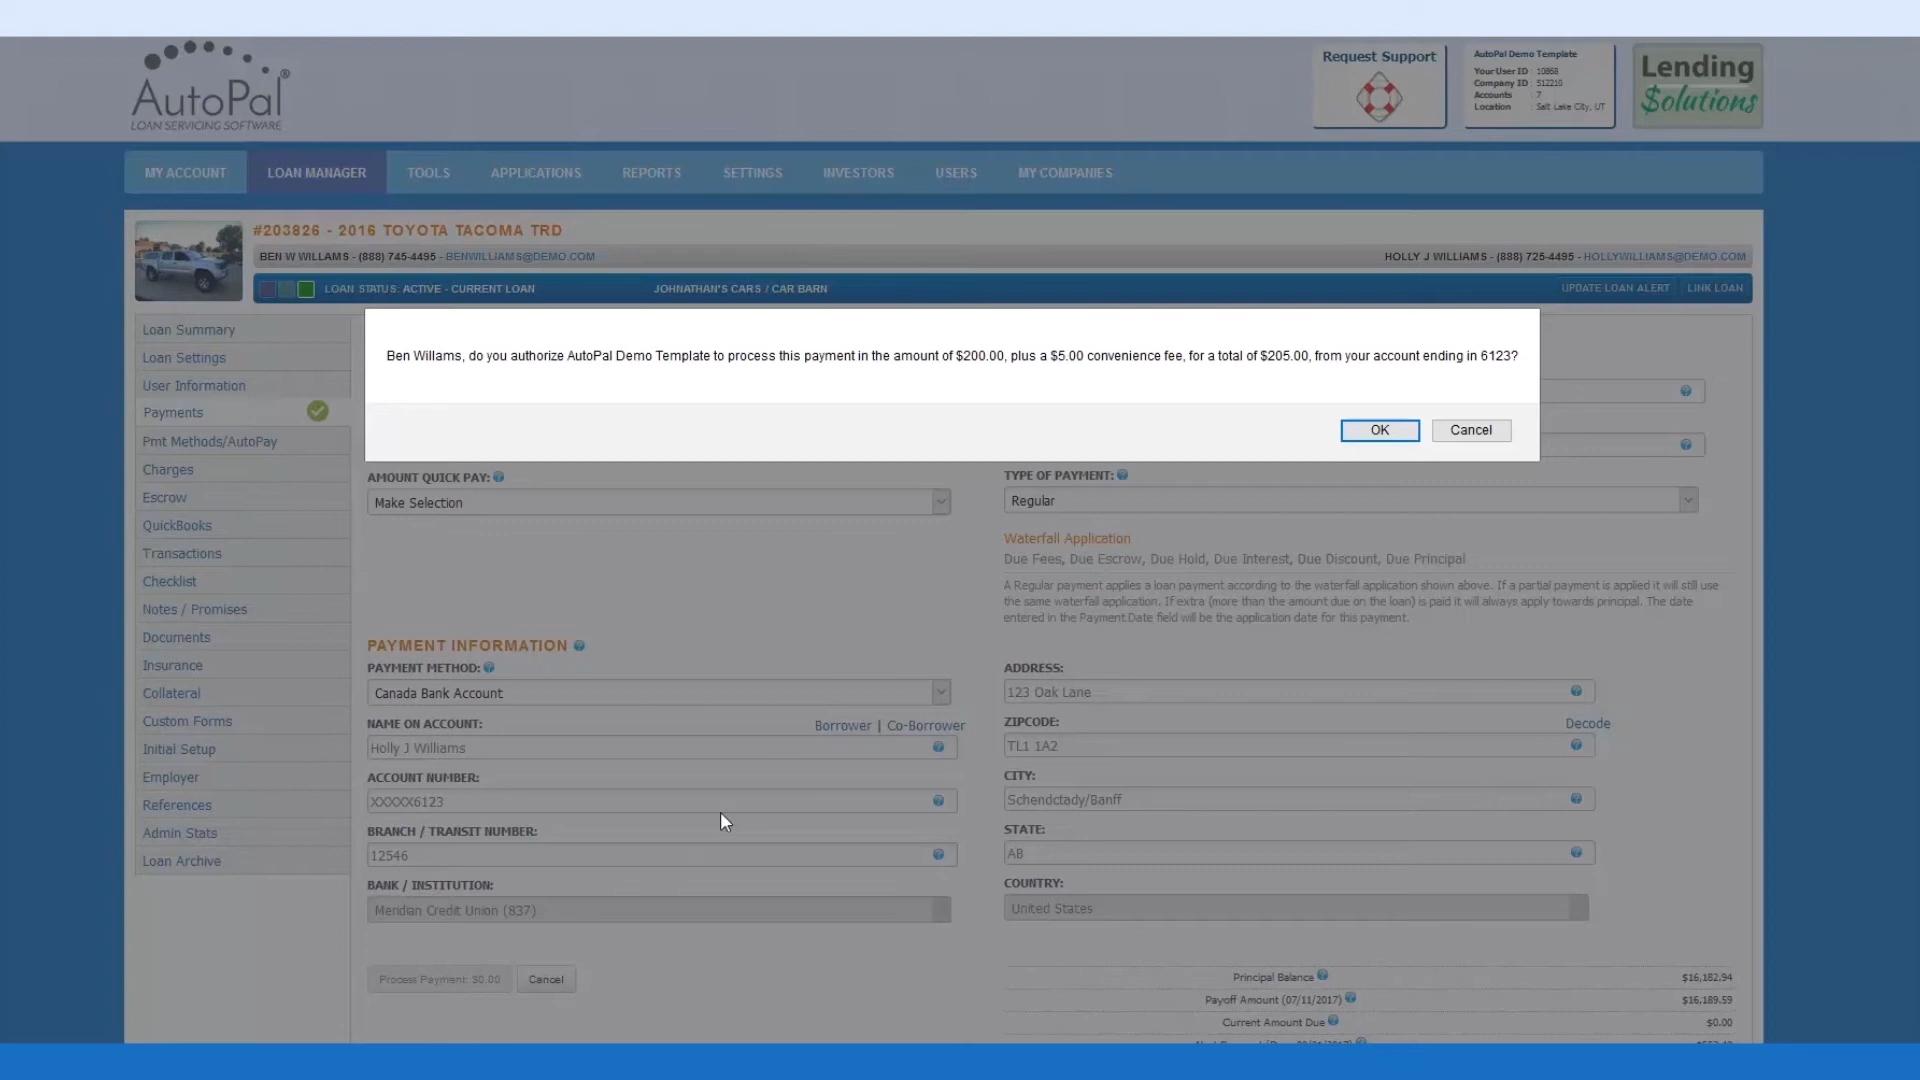 AutoPal®
LOAN SERVICING SOFTWARE
Request Support
AutoPal Demo Template
Your User ID : 10868
Company ID : 512210
Accounts : 7
Location : Salt Lake City, UT
Lending
$olutions
MY ACCOUNT LOAN MANAGER TOOLS APPLICATIONS REPORTS SETTINGS INVESTORS USERS MY COMPANIES
#203826 - 2016 TOYOTA TACOMA TRD
BEN W WILLAMS - (888) 745-4495 - BENWILLIAMS@DEMO.COM HOLLY J WILLIAMS - (888) 725-4495 - HOLLYWILLIAMS@DEMO.COM
LOAN STATUS: ACTIVE - CURRENT LOAN JOHNATHAN'S CARS / CAR BARN UPDATE LOAN ALERT LINK LOAN
Loan Summary
Loan Settings
User Information
Payments
Pmt Methods/AutoPay
Charges
Escrow
QuickBooks
Transactions
Checklist
Notes / Promises
Documents
Insurance
Collateral
Custom Forms
Initial Setup
Employer
References
Admin Stats
Loan Archive
Ben Willams, do you authorize AutoPal Demo Template to process this payment in the amount of $200.00, plus a $5.00 convenience fee, for a total of $205.00, from your account ending in 6123?
OK Cancel
AMOUNT QUICK PAY:
Make Selection
TYPE OF PAYMENT:
Regular
Waterfall Application
Due Fees, Due Escrow, Due Hold, Due Interest, Due Discount, Due Principal
A Regular payment applies a loan payment according to the waterfall application shown above. If a partial payment is applied it will still use
the same waterfall application. If extra (more than the amount due on the loan) is paid it will always apply towards principal. The date
entered in the Payment Date field will be the application date for this payment.
PAYMENT INFORMATION
PAYMENT METHOD:
Canada Bank Account
NAME ON ACCOUNT: Borrower | Co-Borrower
Holly J Williams
ACCOUNT NUMBER:
XXXXX6123
BRANCH / TRANSIT NUMBER:
12546
BANK / INSTITUTION:
Meridian Credit Union (837)
ADDRESS:
123 Oak Lane
ZIPCODE: Decode
TL1 1A2
CITY:
Schendctady/Banff
STATE:
AB
COUNTRY:
United States
Process Payment: $0.00 Cancel
Principal Balance $16,182.94
Payoff Amount (07/11/2017) $16,189.59
Current Amount Due $0.00